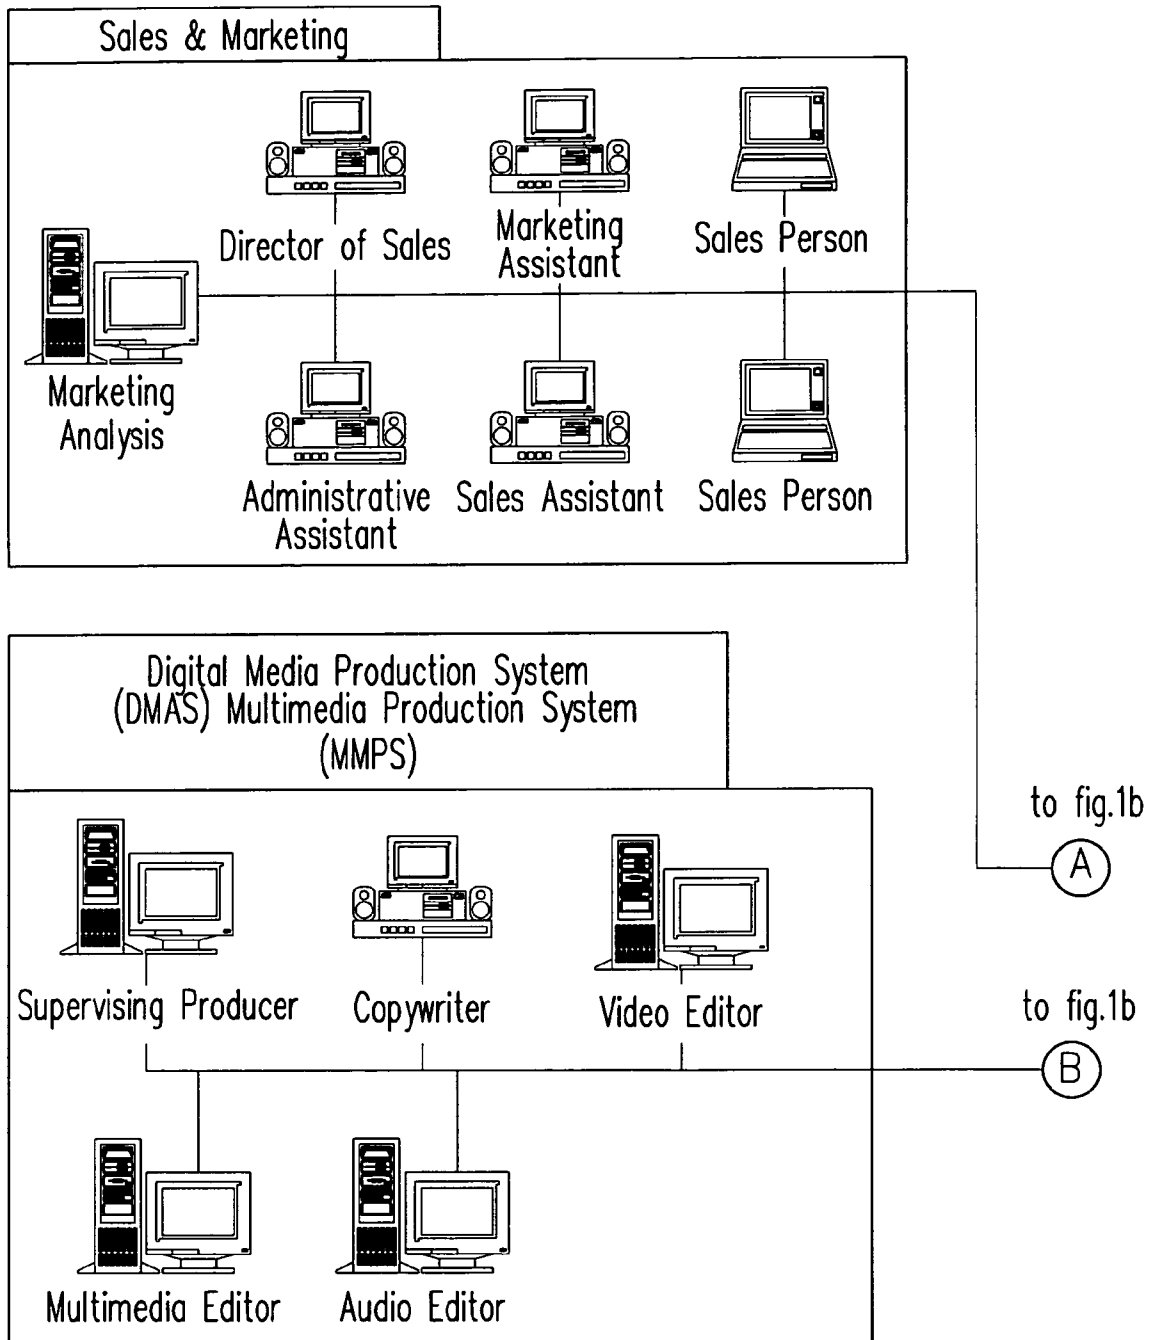 Sales & Marketing
Director of Sales
Marketing
Assistant
Sales Person
Marketing
Analysis
Administrative
Assistant
Sales Assistant
Sales Person
Digital Media Production System
(DMAS) Multimedia Production System
(MMPS)
to fig.1b
A
Supervising Producer
Copywriter
Video Editor
to fig.1b
B
Multimedia Editor
Audio Editor